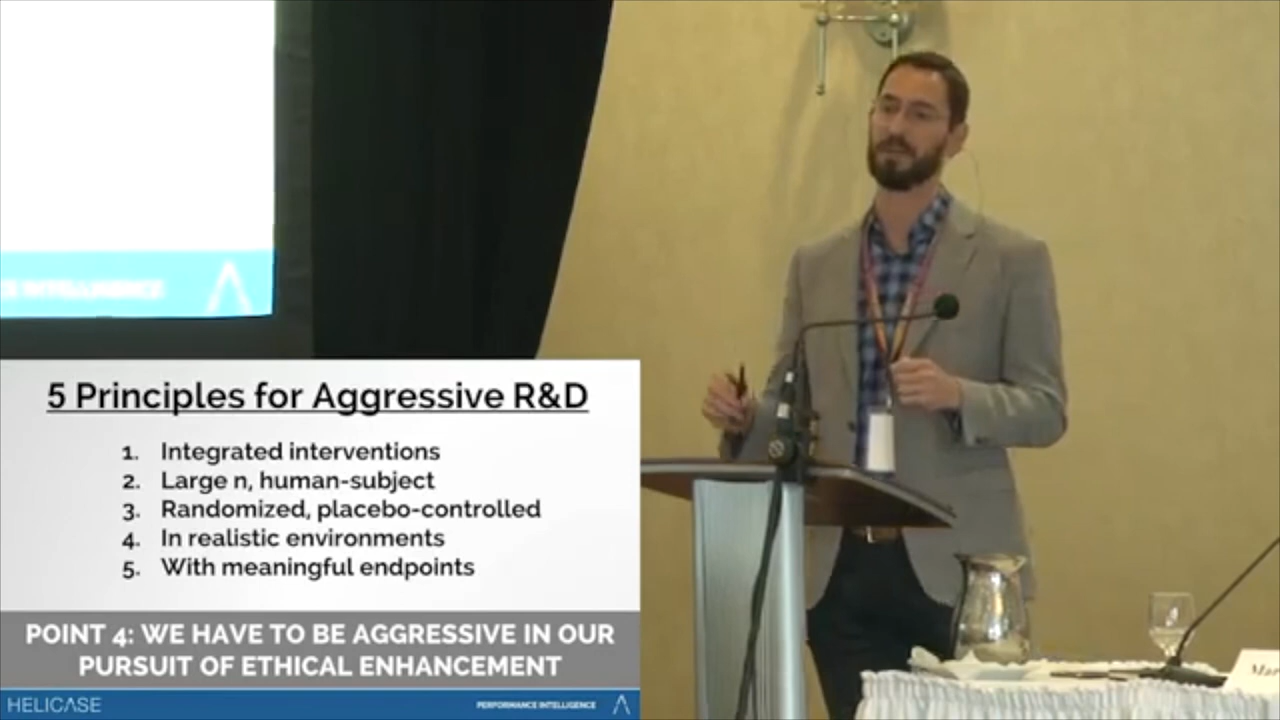 INTELLIGENCE
5 Principles for Aggressive R&D
1. Integrated interventions
2. Large n, human-subject
3. Randomized, placebo-controlled
4. In realistic environments
5. With meaningful endpoints
POINT 4: WE HAVE TO BE AGGRESSIVE IN OUR
PURSUIT OF ETHICAL ENHANCEMENT
HELICASE
PERFORMANCE INTELLIGENCE
Mar